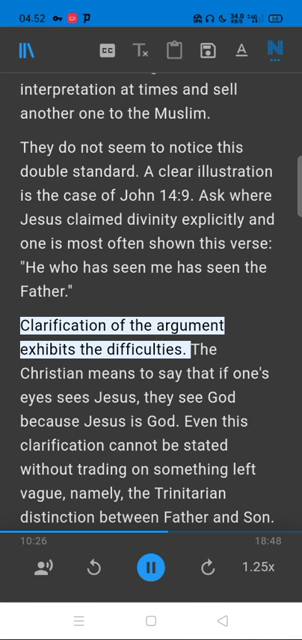 04.52
interpretation at times and sell
another one to the Muslim.
They do not seem to notice this
double standard. A clear illustration
is the case of John 14:9. Ask where
Jesus claimed divinity explicitly and
one is most often shown this verse:
"He who has seen me has seen the
Father."
Clarification of the argument
exhibits the difficulties. The
Christian means to say that if one's
eyes sees Jesus, they see God
because Jesus is God. Even this
clarification cannot be stated
without trading on something left
vague, namely, the Trinitarian
distinction between Father and Son.
10:26 18:48
1.25x